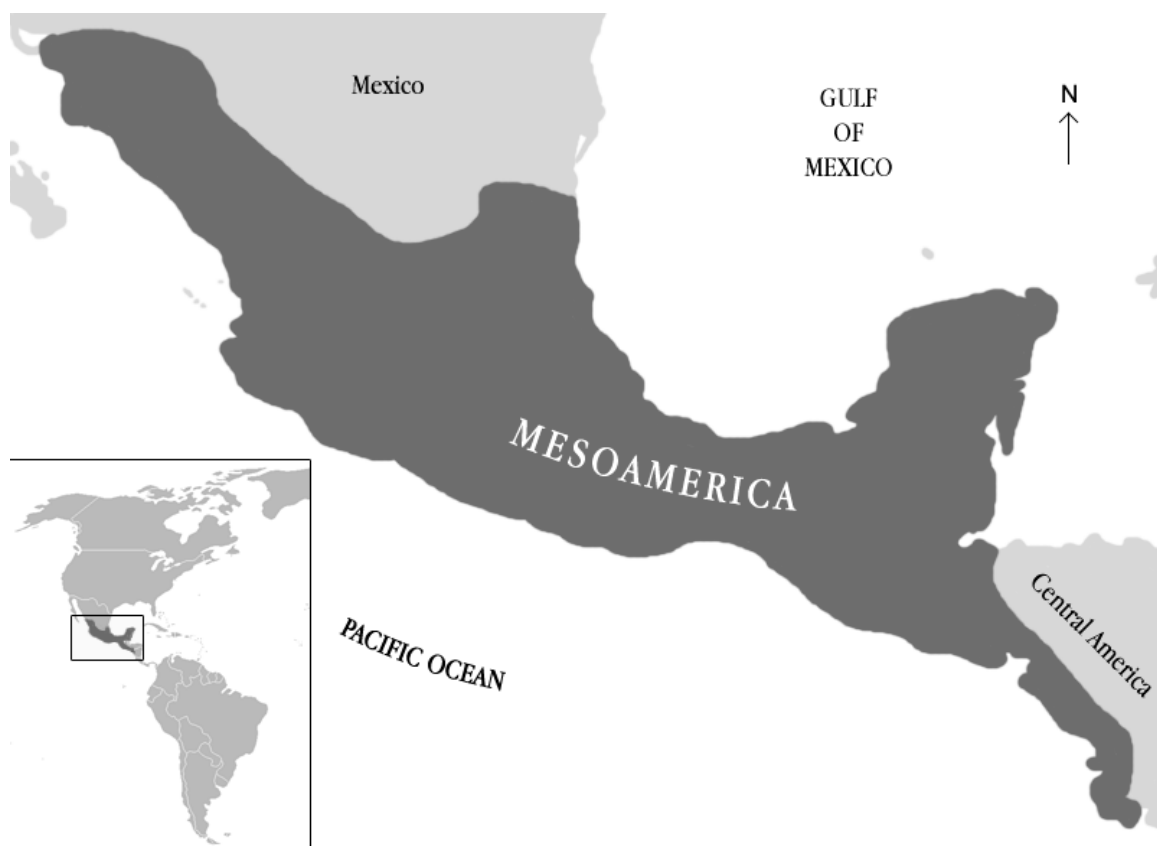 Mexico
GULF
OF
MEXICO
N
MESOAMERICA
Central America
PACIFIC OCEAN